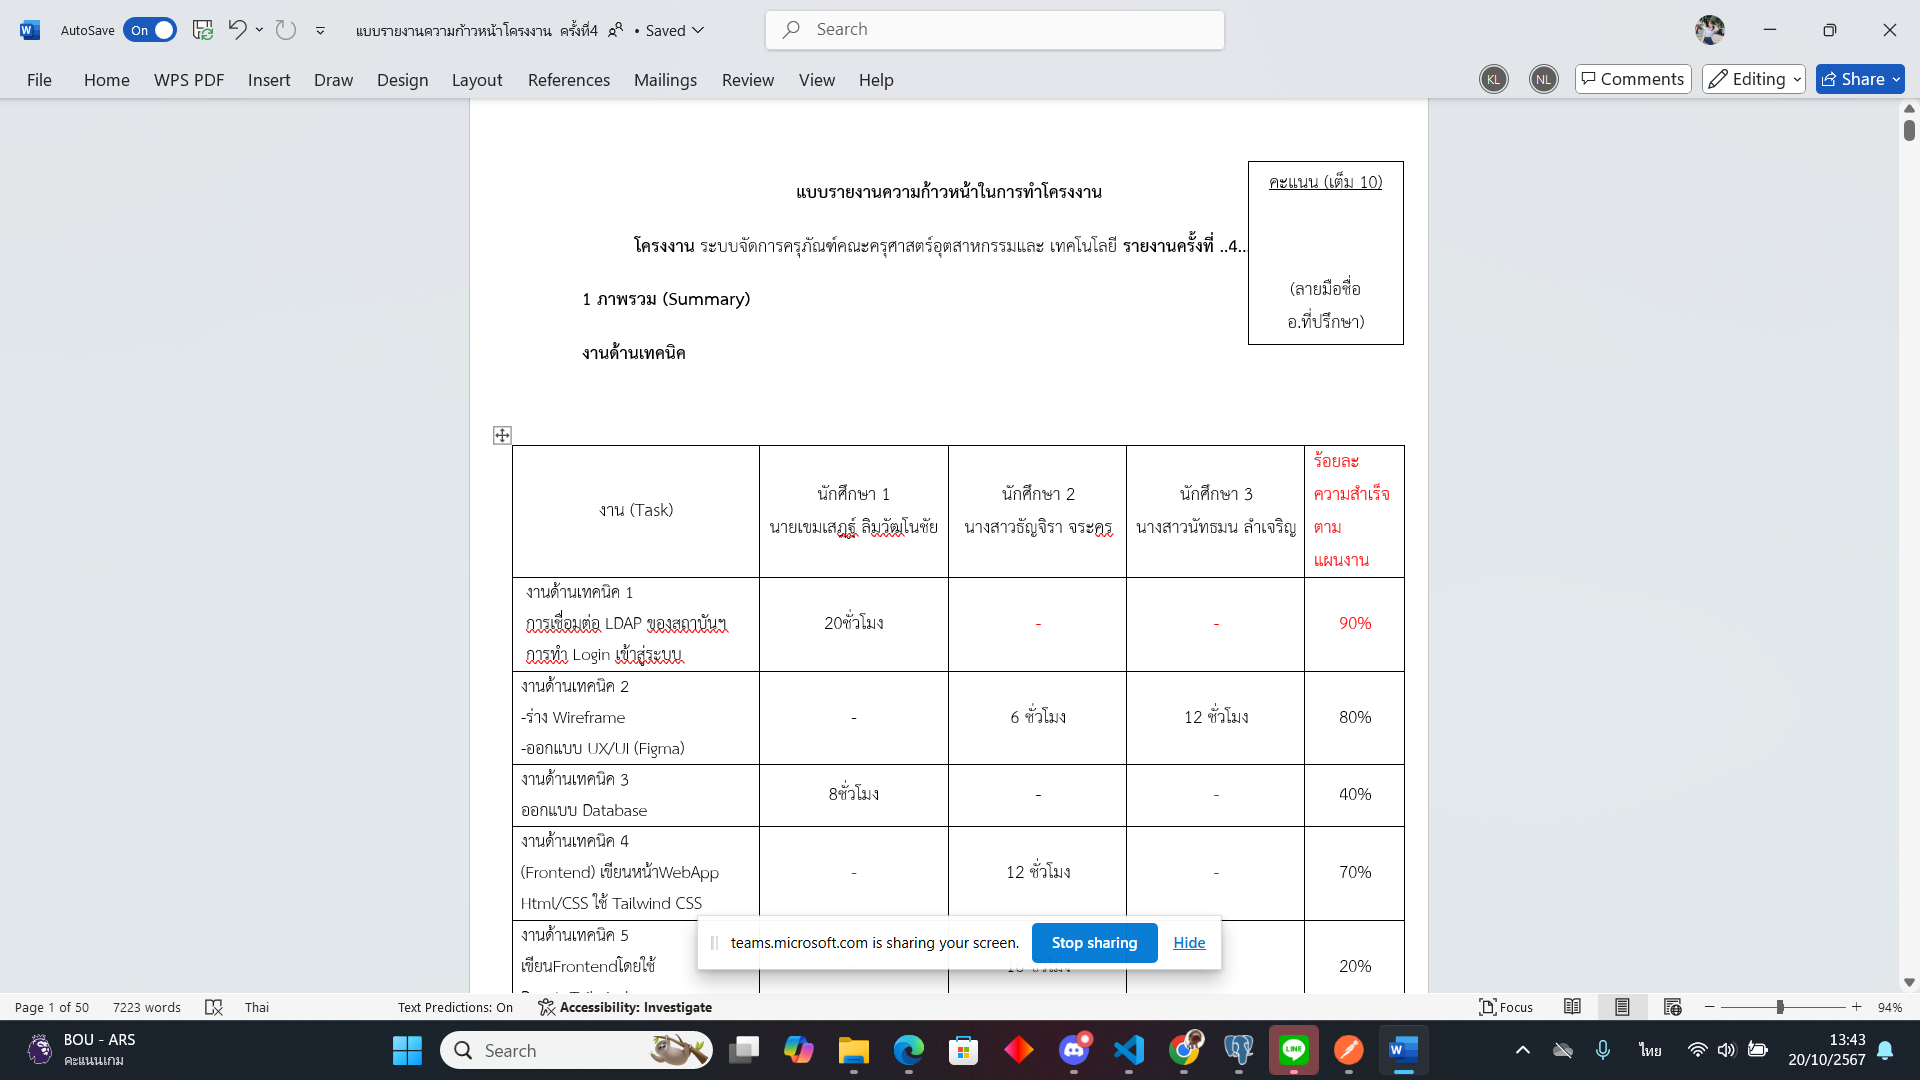 AutoSave
On
แบบรายงานความก้าวหน้าโครงงาน ครั้งที่4
• Saved
Search
File
Home
WPS PDF
Insert
Draw
Design
Layout
References
Mailings
Review
View
Help
KL
NL
Comments
Editing
Share
คะแนน (เต็ม 10)
แบบรายงานความก้าวหน้าในการทำโครงงาน
โครงงาน ระบบจัดการครุภัณฑ์คณะครุศาสตร์อุตสาหกรรมและ เทคโนโลยี รายงานครั้งที่ ..4..
(ลายมือชื่อ
อ.ที่ปรึกษา)
1 ภาพรวม (Summary)
งานด้านเทคนิค
งาน (Task)
นักศึกษา 1
นายเขมเสฎฐ์ ลิมวัฒโนชัย
นักศึกษา 2
นางสาวธัญจิรา จระคร
นักศึกษา 3
นางสาวนัทธมน ลำเจริญ
ร้อยละ
ความสำเร็จ
ตาม
แผนงาน
งานด้านเทคนิค 1
การเชื่อมต่อ LDAP ของสถาบันฯ
การทำ Login เข้าสู่ระบบ
20ชั่วโมง
-
-
90%
งานด้านเทคนิค 2
-ร่าง Wireframe
-ออกแบบ UX/UI (Figma)
-
6 ชั่วโมง
12 ชั่วโมง
80%
งานด้านเทคนิค 3
ออกแบบ Database
8ชั่วโมง
-
-
40%
งานด้านเทคนิค 4
(Frontend) เขียนหน้าWebApp
Html/CSS ใช้ Tailwind CSS
-
12 ชั่วโมง
-
70%
งานด้านเทคนิค 5
เขียนFrontendโดยใช้
20%
teams.microsoft.com is sharing your screen.
Stop sharing
Hide
Page 1 of 50
7223 words
Thai
Text Predictions: On
Accessibility: Investigate
Focus
94%
BOU - ARS
คะแนนเกม
Search
LINE
ไทย
13:43
20/10/2567